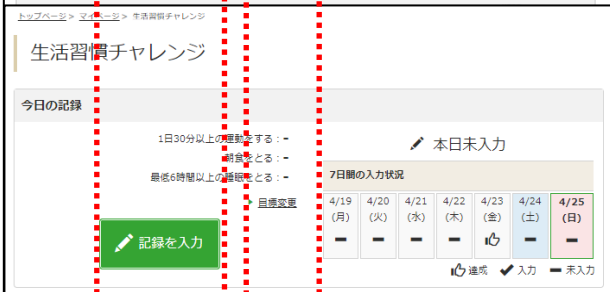 トップページ > マイページ > 生活習慣チャレンジ
生活習慣チャレンジ
今日の記録
1日30分以上の運動をする：-
朝食をとる：-
最低6時間以上の睡眠をとる：-
目標変更
記録を入力
本日未入力
7日間の入力状況
4/19 4/20 4/21 4/22 4/23 4/24 4/25
(月) (火) (水) (木) (金) (土) (日)
達成 入力 未入力